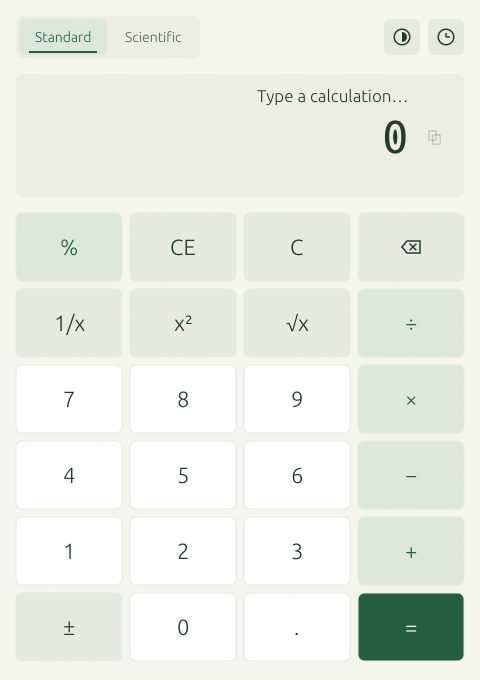 Standard Scientific
Type a calculation...
0
% CE C
1/x x² √x ÷
7 8 9 ×
4 5 6 −
1 2 3 +
± 0 . =